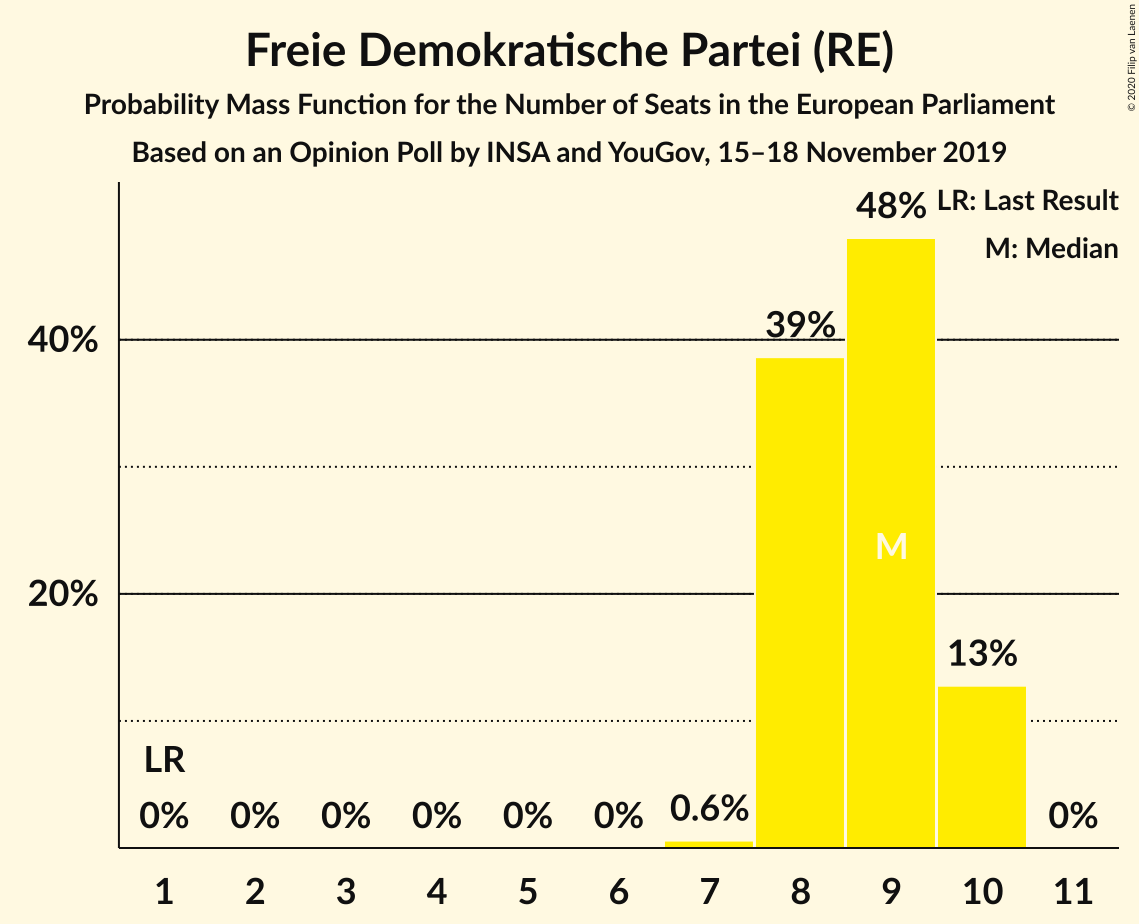 Freie Demokratische Partei (RE)
Probability Mass Function for the Number of Seats in the European Parliament
Based on an Opinion Poll by INSA and YouGov, 15–18 November 2019
© 2020 Filip van Laenen
LR: Last Result
M: Median
48%
39%
40%
M
20%
13%
LR
0% 0% 0% 0% 0% 0% 0.6% 0%
1 2 3 4 5 6 7 8 9 10 11